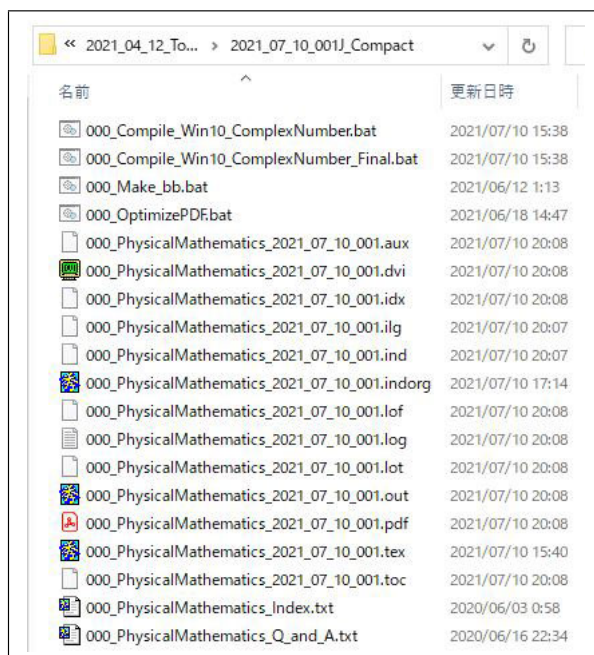 « 2021_04_12_To... › 2021_07_10_001J_Compact
名前 更新日時
000_Compile_Win10_ComplexNumber.bat 2021/07/10 15:38
000_Compile_Win10_ComplexNumber_Final.bat 2021/07/10 15:38
000_Make_bb.bat 2021/06/12 1:13
000_OptimizePDF.bat 2021/06/18 14:47
000_PhysicalMathematics_2021_07_10_001.aux 2021/07/10 20:08
000_PhysicalMathematics_2021_07_10_001.dvi 2021/07/10 20:08
000_PhysicalMathematics_2021_07_10_001.idx 2021/07/10 20:08
000_PhysicalMathematics_2021_07_10_001.ilg 2021/07/10 20:07
000_PhysicalMathematics_2021_07_10_001.ind 2021/07/10 20:07
000_PhysicalMathematics_2021_07_10_001.indorg 2021/07/10 17:14
000_PhysicalMathematics_2021_07_10_001.lof 2021/07/10 20:08
000_PhysicalMathematics_2021_07_10_001.log 2021/07/10 20:08
000_PhysicalMathematics_2021_07_10_001.lot 2021/07/10 20:08
000_PhysicalMathematics_2021_07_10_001.out 2021/07/10 20:08
000_PhysicalMathematics_2021_07_10_001.pdf 2021/07/10 20:08
000_PhysicalMathematics_2021_07_10_001.tex 2021/07/10 15:40
000_PhysicalMathematics_2021_07_10_001.toc 2021/07/10 20:08
000_PhysicalMathematics_Index.txt 2020/06/03 0:58
000_PhysicalMathematics_Q_and_A.txt 2020/06/16 22:34